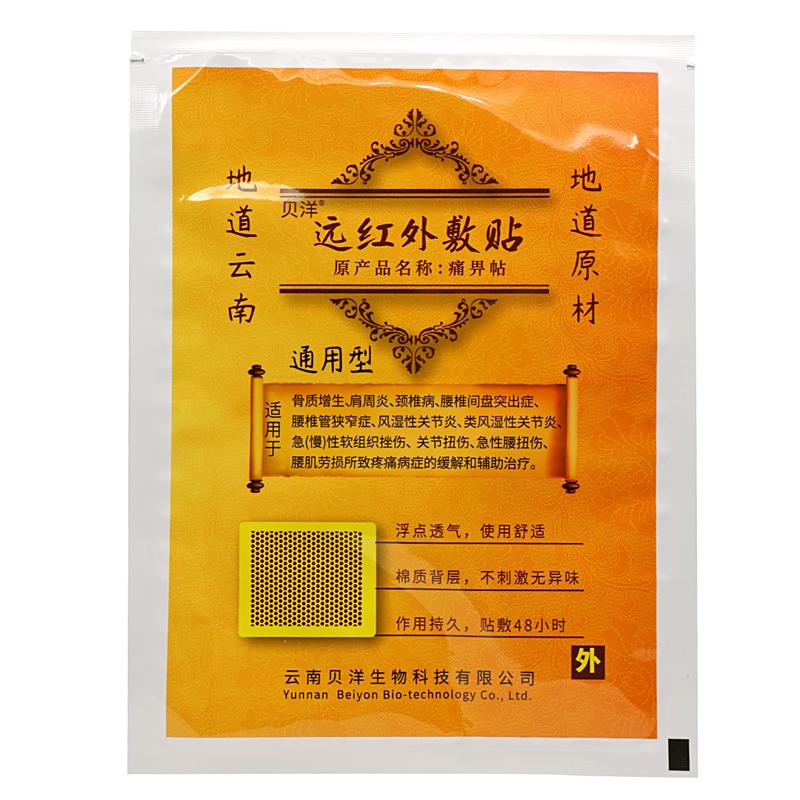 地道云南
地道原材
贝洋®
远红外敷贴
原产品名称:痛畀帖
通用型
适用于
骨质增生、肩周炎、颈椎病、腰椎间盘突出症、
腰椎管狭窄症、风湿性关节炎、类风湿性关节炎、
急(慢)性软组织挫伤、关节扭伤、急性腰扭伤、
腰肌劳损所致疼痛病症的缓解和辅助治疗。
浮点透气，使用舒适
棉质背层，不刺激无异味
作用持久，贴敷48小时
外
云南贝洋生物科技有限公司
Yunnan Beiyon Bio-technology Co., Ltd.